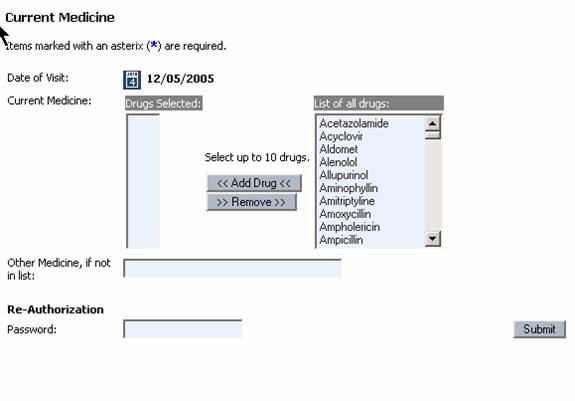 Current Medicine
Items marked with an asterix (*) are required.
Date of Visit: 4 12/05/2005
Current Medicine: Drugs Selected: List of all drugs:
Acetazolamide
Acyclovir
Aldomet
Alenolol
Select up to 10 drugs.
Allupurinol
<< Add Drug <<
Aminophyllin
>> Remove >>
Amitriptyline
Amoxycillin
Ampholericin
Ampicillin
Other Medicine, if not
in list:
Re-Authorization
Password:
Submit